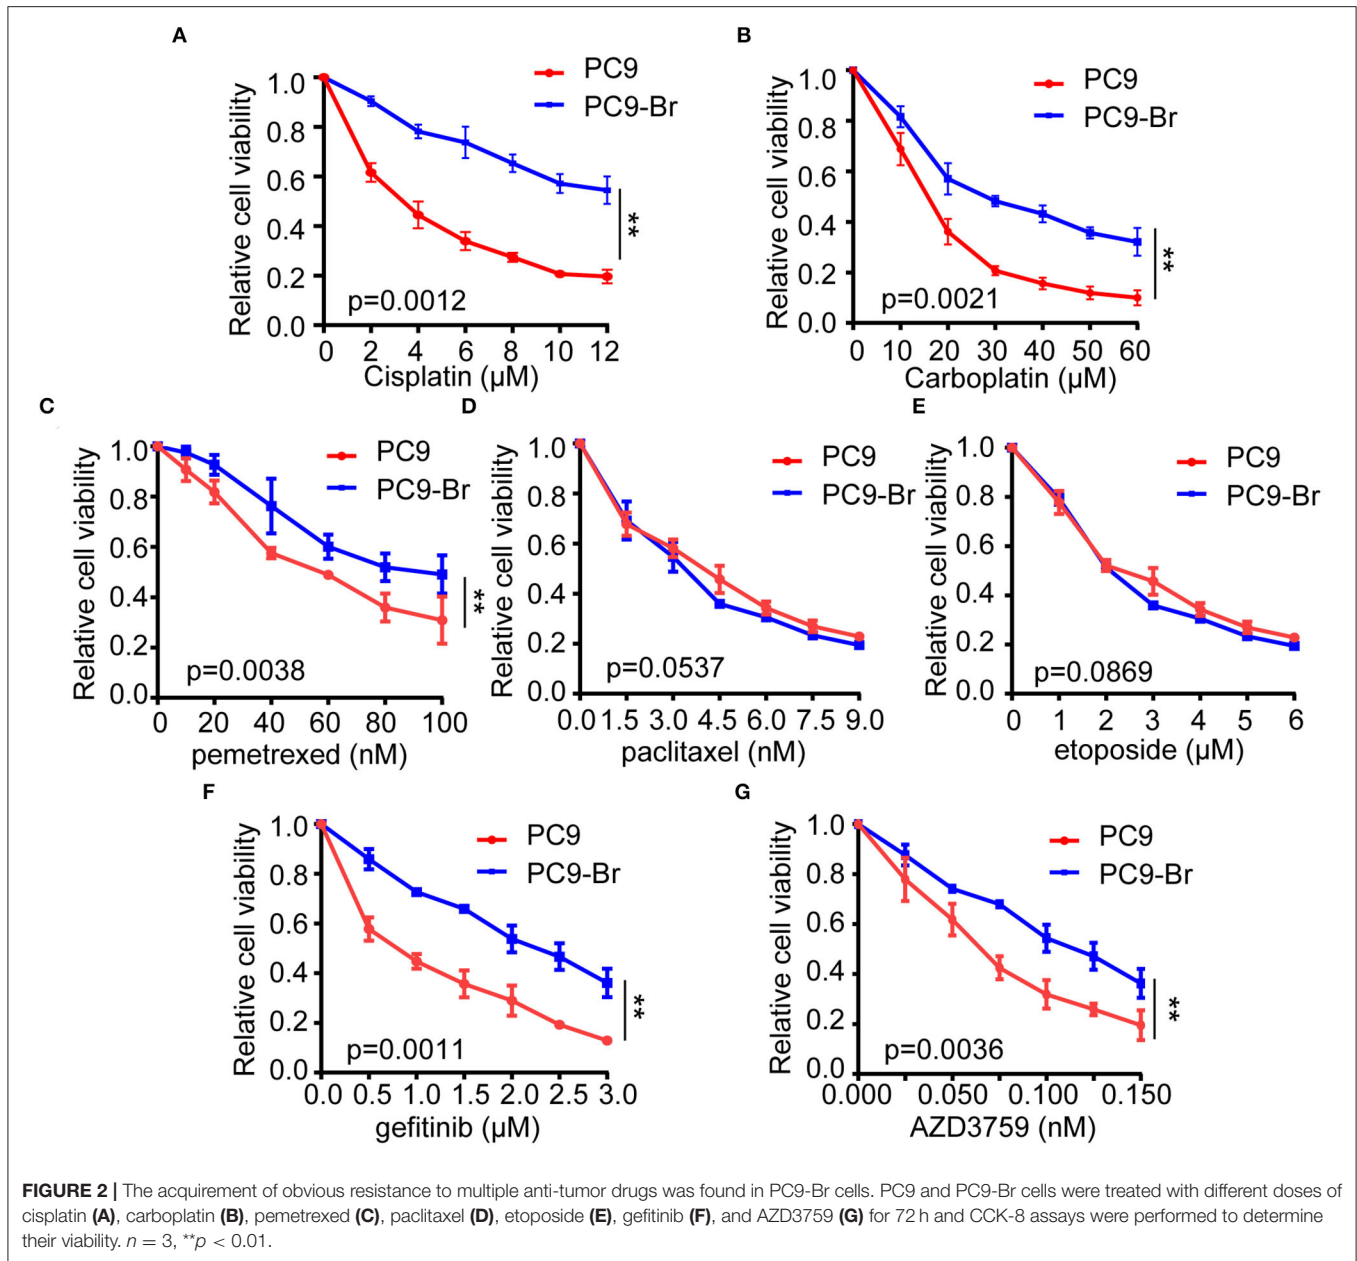 A
Relative cell viability
1.0
0.8
0.6
0.4
0.2
0.0
PC9
PC9-Br
**
p=0.0012
0 2 4 6 8 10 12
Cisplatin (µM)
B
Relative cell viability
1.0
0.8
0.6
0.4
0.2
0.0
PC9
PC9-Br
**
p=0.0021
0 10 20 30 40 50 60
Carboplatin (µM)
C
Relative cell viability
1.0
0.8
0.6
0.4
0.2
0.0
PC9
PC9-Br
**
p=0.0038
0 20 40 60 80 100
pemetrexed (nM)
D
Relative cell viability
1.0
0.8
0.6
0.4
0.2
0.0
PC9
PC9-Br
p=0.0537
0.0 1.5 3.0 4.5 6.0 7.5 9.0
paclitaxel (nM)
E
Relative cell viability
1.0
0.8
0.6
0.4
0.2
0.0
PC9
PC9-Br
p=0.0869
0 1 2 3 4 5 6
etoposide (µM)
F
Relative cell viability
1.0
0.8
0.6
0.4
0.2
0.0
PC9
PC9-Br
**
p=0.0011
0.0 0.5 1.0 1.5 2.0 2.5 3.0
gefitinib (µM)
G
Relative cell viability
1.0
0.8
0.6
0.4
0.2
0.0
PC9
PC9-Br
**
p=0.0036
0.000 0.050 0.100 0.150
AZD3759 (nM)
FIGURE 2 | The acquirement of obvious resistance to multiple anti-tumor drugs was found in PC9-Br cells. PC9 and PC9-Br cells were treated with different doses of
cisplatin (A), carboplatin (B), pemetrexed (C), paclitaxel (D), etoposide (E), gefitinib (F), and AZD3759 (G) for 72 h and CCK-8 assays were performed to determine
their viability. n = 3, **p < 0.01.